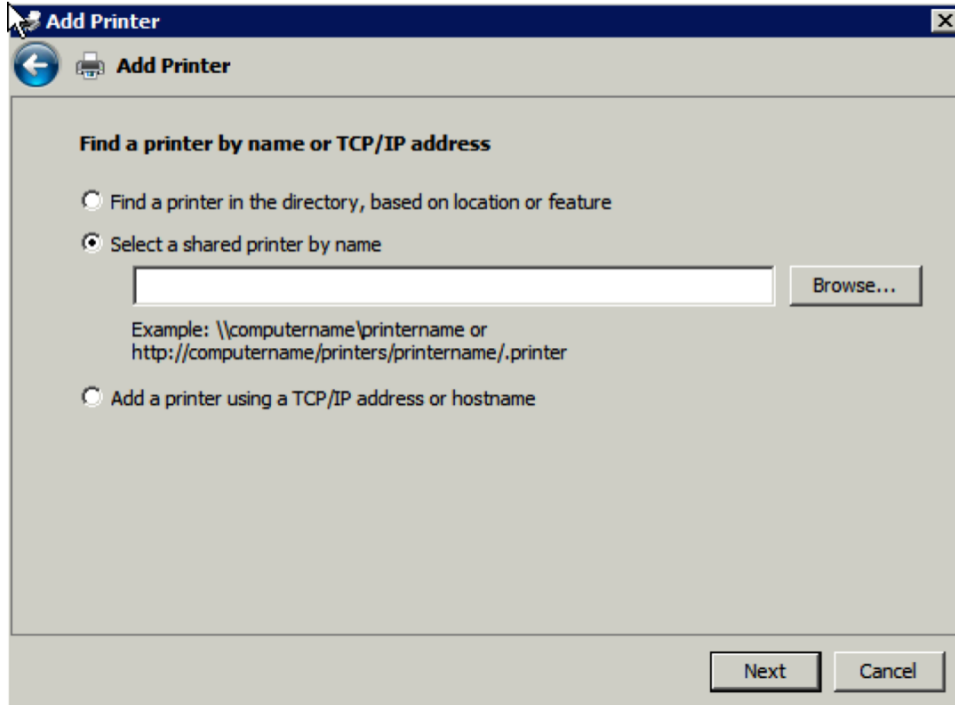 Add Printer
Add Printer
Find a printer by name or TCP/IP address
Find a printer in the directory, based on location or feature
Select a shared printer by name
Browse...
Example: \\computername\printername or
http://computername/printers/printername/.printer
Add a printer using a TCP/IP address or hostname
Next Cancel